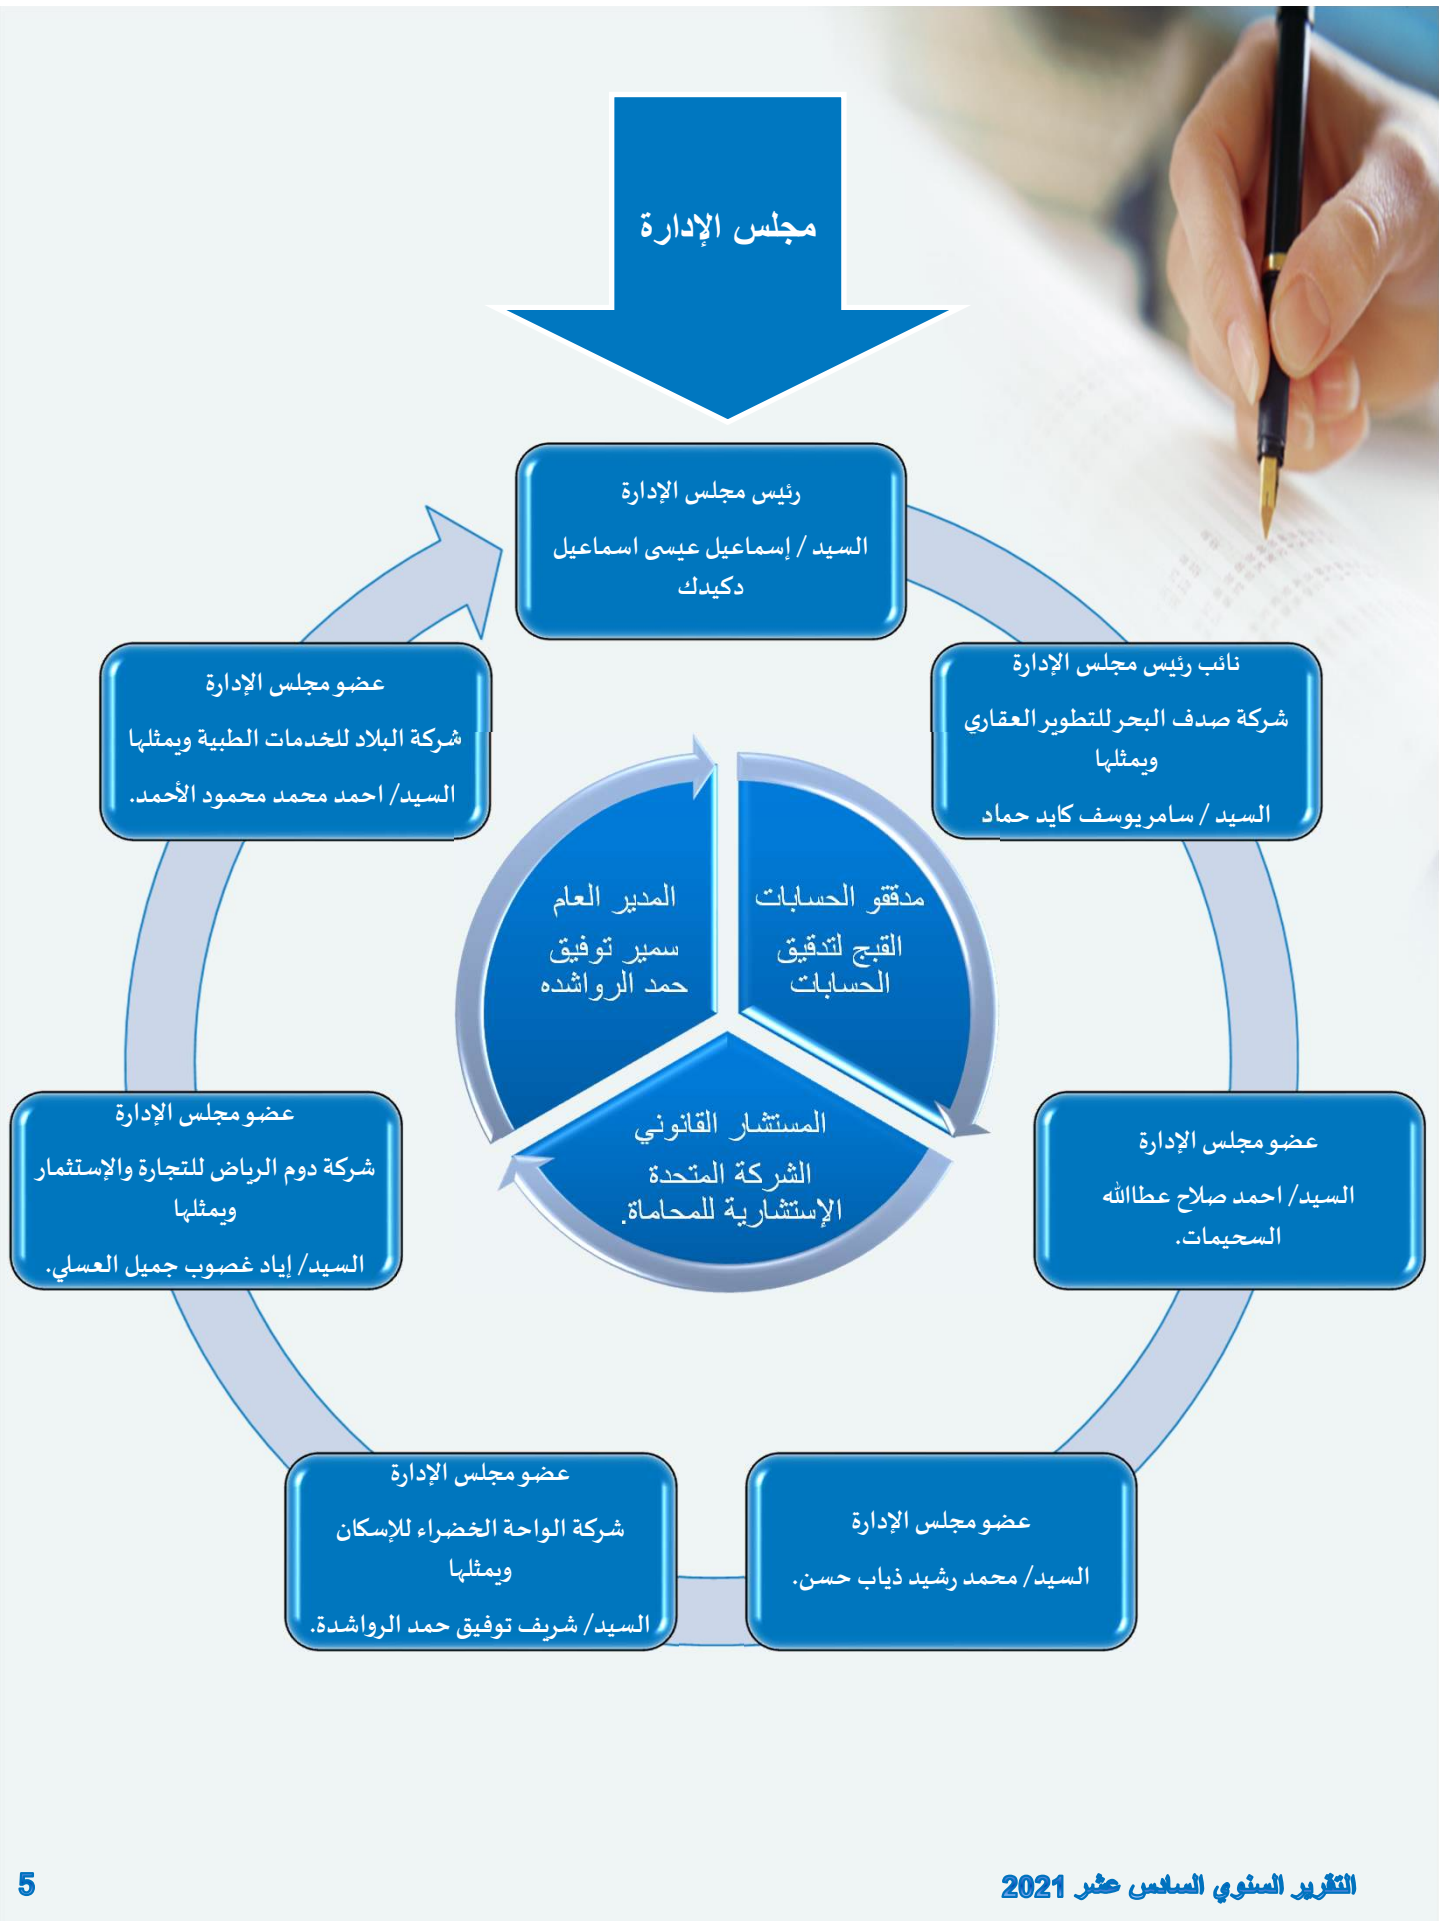 مجلس الإدارة
رئيس مجلس الإدارة
السيد / إسماعيل عيسى اسماعيل
دكيدك
نائب رئيس مجلس الإدارة
شركة صدف البحر للتطوير العقاري
ويمثلها
السيد / سامر يوسف كايد حماد
عضو مجلس الإدارة
السيد/ احمد صلاح عطاالله
السحيمات.
عضو مجلس الإدارة
السيد/ محمد رشيد ذياب حسن.
عضو مجلس الإدارة
شركة الواحة الخضراء للإسكان
ويمثلها
السيد/ شريف توفيق حمد الرواشدة.
عضو مجلس الإدارة
شركة دوم الرياض للتجارة والإستثمار
ويمثلها
السيد/ إياد غصوب جميل العسلي.
عضو مجلس الإدارة
شركة البلاد للخدمات الطبية ويمثلها
السيد/ احمد محمد محمود الأحمد.
مدققو الحسابات
القبج لتدقيق
الحسابات
المستشار القانوني
الشركة المتحدة
الإستشارية للمحاماة.
المدير العام
سمير توفيق
حمد الرواشده
التقرير السنوي السادس عشر 2021
5